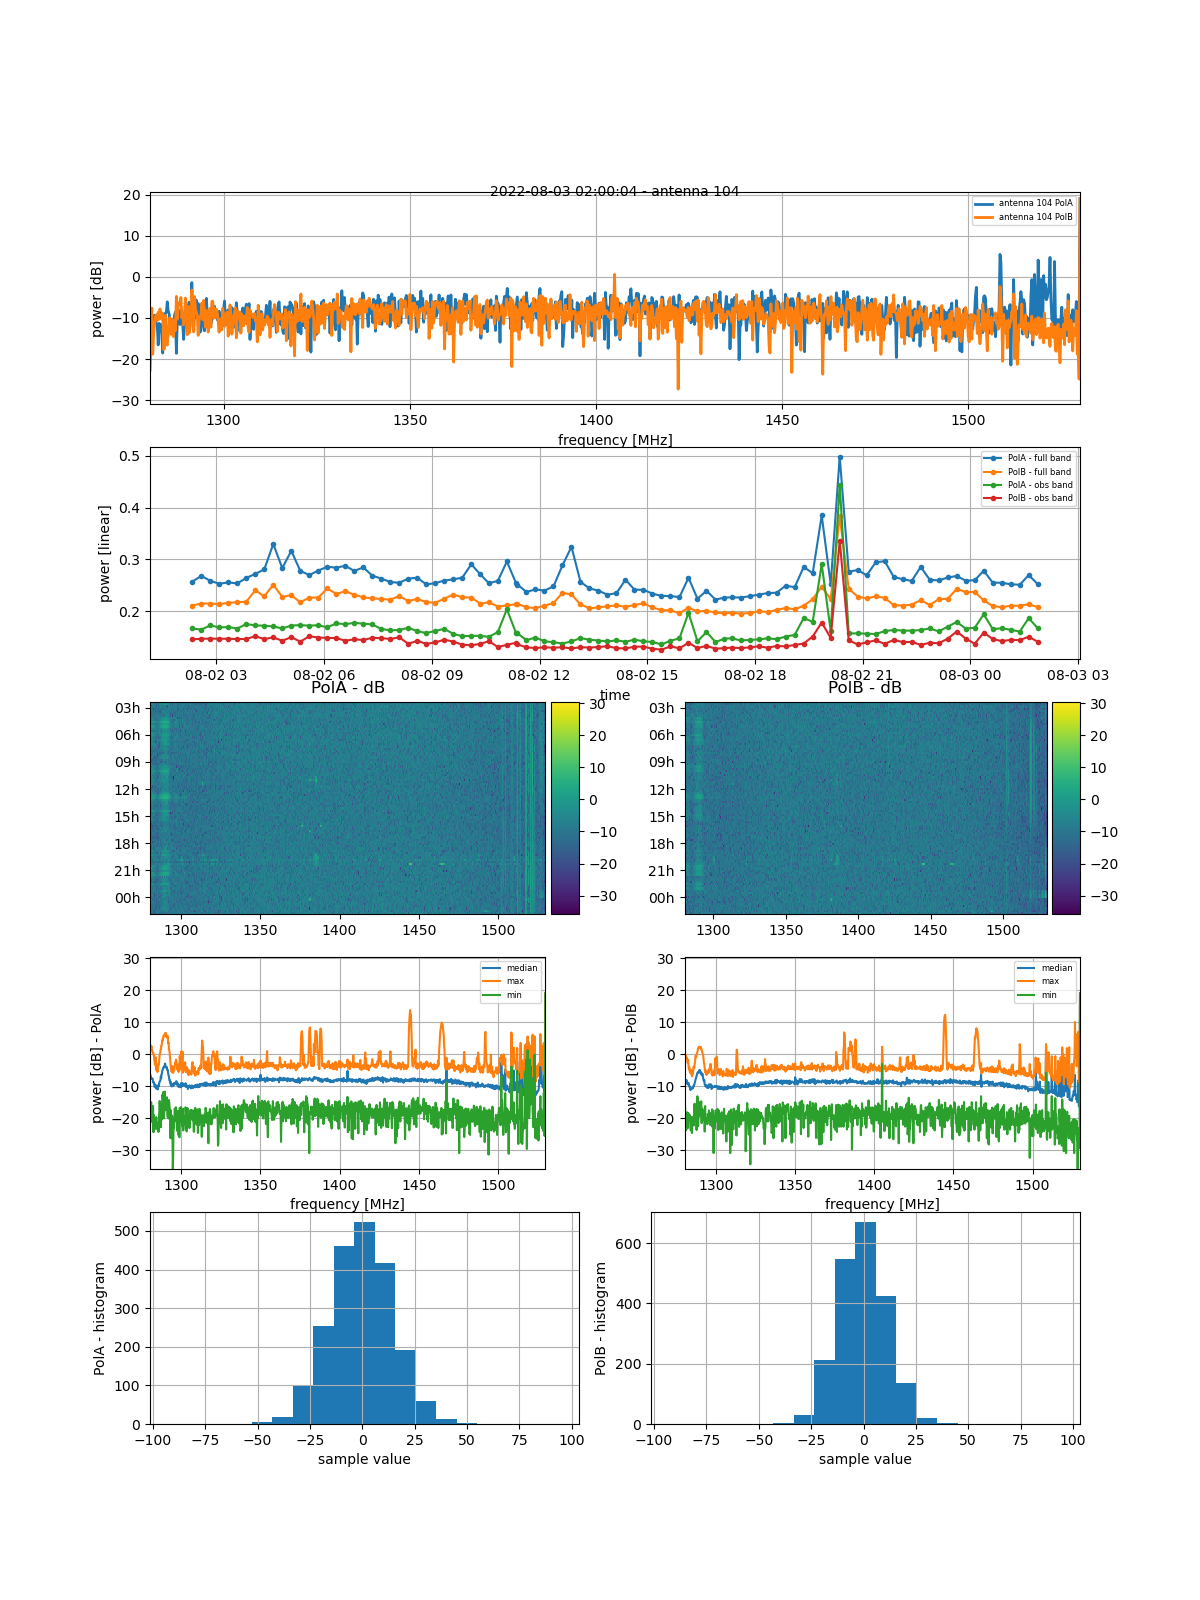 2022-08-03 02:00:04 - antenna 104
20
10
0
−10
−20
−30
power [dB]
antenna 104 PolA
antenna 104 PolB
1300 1350 1400 1450 1500
frequency [MHz]
0.5
0.4
0.3
0.2
power [linear]
PolA - full band
PolB - full band
PolA - obs band
PolB - obs band
08-02 03 08-02 06 08-02 09 08-02 12 08-02 15 08-02 18 08-02 21 08-03 00 08-03 03
time
PolA - dB
03h
06h
09h
12h
15h
18h
21h
00h
1300 1350 1400 1450 1500
30
20
10
0
−10
−20
−30
PolB - dB
03h
06h
09h
12h
15h
18h
21h
00h
1300 1350 1400 1450 1500
30
20
10
0
−10
−20
−30
30
20
10
0
−10
−20
−30
power [dB] - PolA
median
max
min
1300 1350 1400 1450 1500
frequency [MHz]
30
20
10
0
−10
−20
−30
power [dB] - PolB
median
max
min
1300 1350 1400 1450 1500
frequency [MHz]
500
400
300
200
100
0
PolA - histogram
−100 −75 −50 −25 0 25 50 75 100
sample value
600
400
200
0
PolB - histogram
−100 −75 −50 −25 0 25 50 75 100
sample value